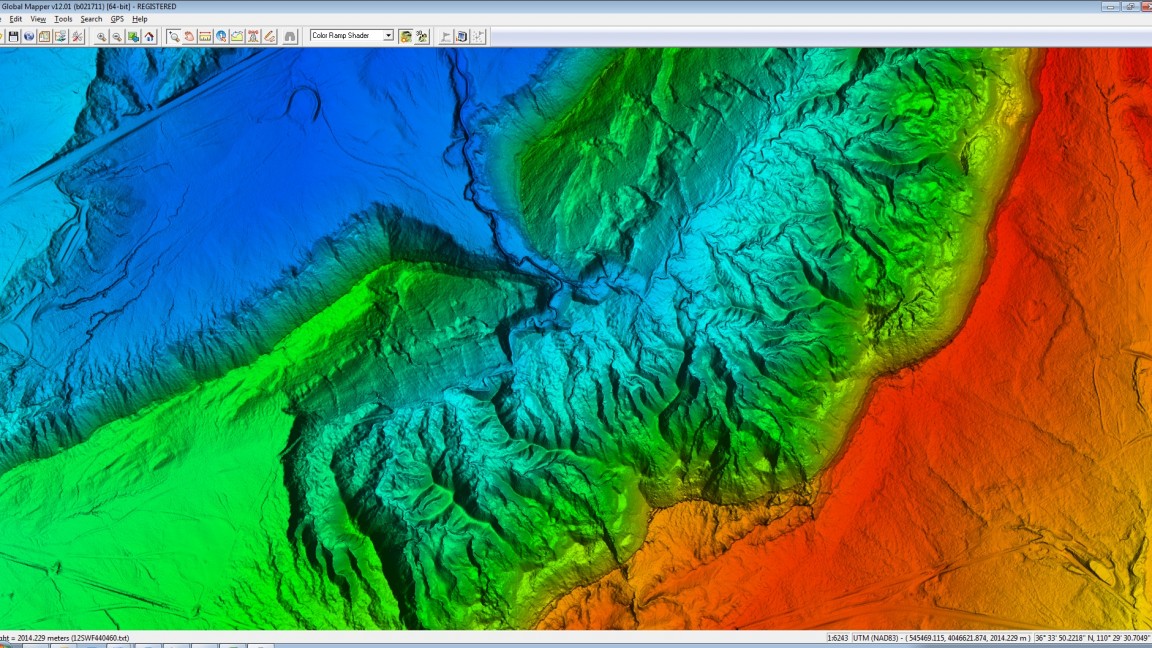 Global Mapper v12.01 (b021711) [64-bit] - REGISTERED
Edit View Tools Search GPS Help
Color Ramp Shader
ght = 2014.229 meters (12SWF440460.txt)
1:6243 UTM (NAD83) - ( 545469.115, 4046621.874, 2014.229 m ) 36° 33' 50.2218" N, 110° 29' 30.7049"